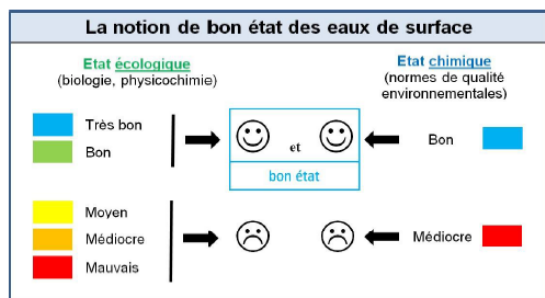 La notion de bon état des eaux de surface
Etat écologique
(biologie, physicochimie)
Etat chimique
(normes de qualité
environnementales)
Très bon
Bon
et
bon état
Bon
Moyen
Médiocre
Mauvais
Médiocre